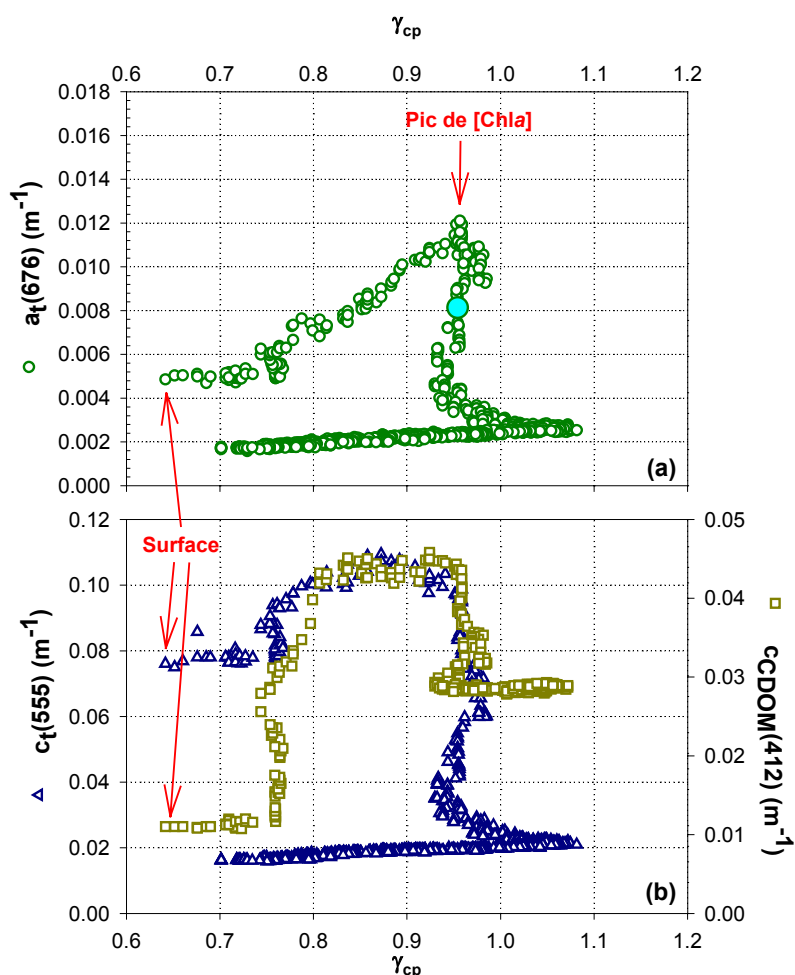 γcp
0.6 0.7 0.8 0.9 1.0 1.1 1.2
0.018
0.016
0.014
0.012
0.010
0.008
0.006
0.004
0.002
0.000
at(676) (m-1)
Pic de [Chla]
(a)
Surface
0.12
0.10
0.08
0.06
0.04
0.02
0.00
ct(555) (m-1)
0.05
0.04
0.03
0.02
0.01
0.00
cCDOM(412) (m-1)
(b)
0.6 0.7 0.8 0.9 1.0 1.1 1.2
γcp